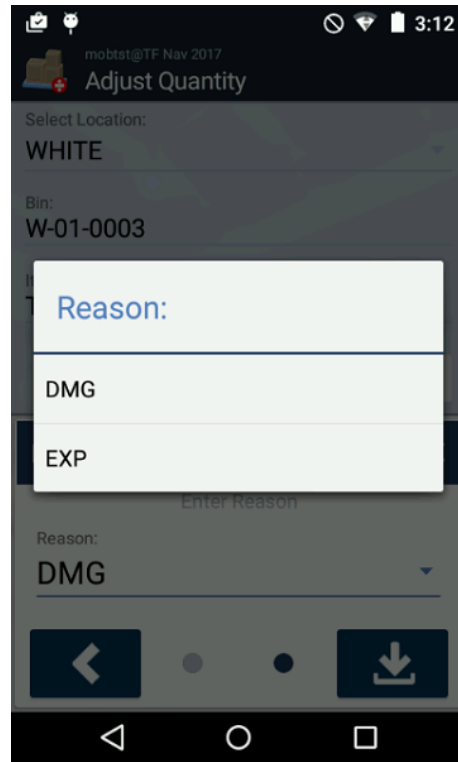 3:12
mobtst@TF Nav 2017
Adjust Quantity
Select Location:
WHITE
Bin:
W-01-0003
Reason:
DMG
EXP
Enter Reason
Reason:
DMG